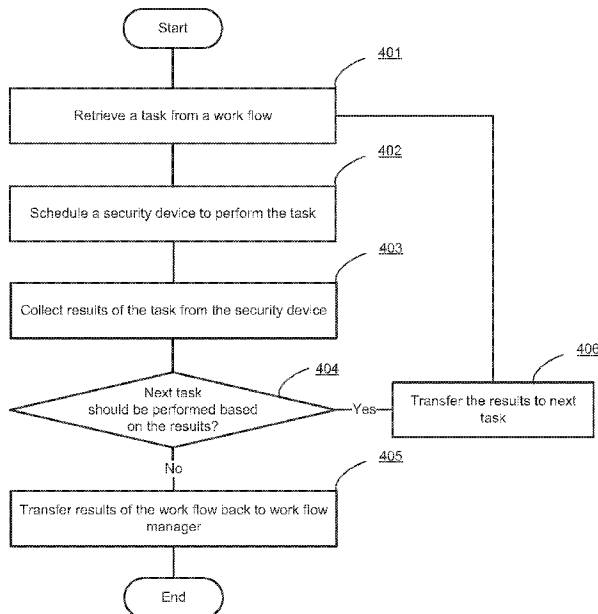 Start
401
Retrieve a task from a work flow
402
Schedule a security device to perform the task
403
Collect results of the task from the security device
404
Next task
should be performed based
on the results?
Yes
406
Transfer the results to next
task
No
405
Transfer results of the work flow back to work flow
manager
End